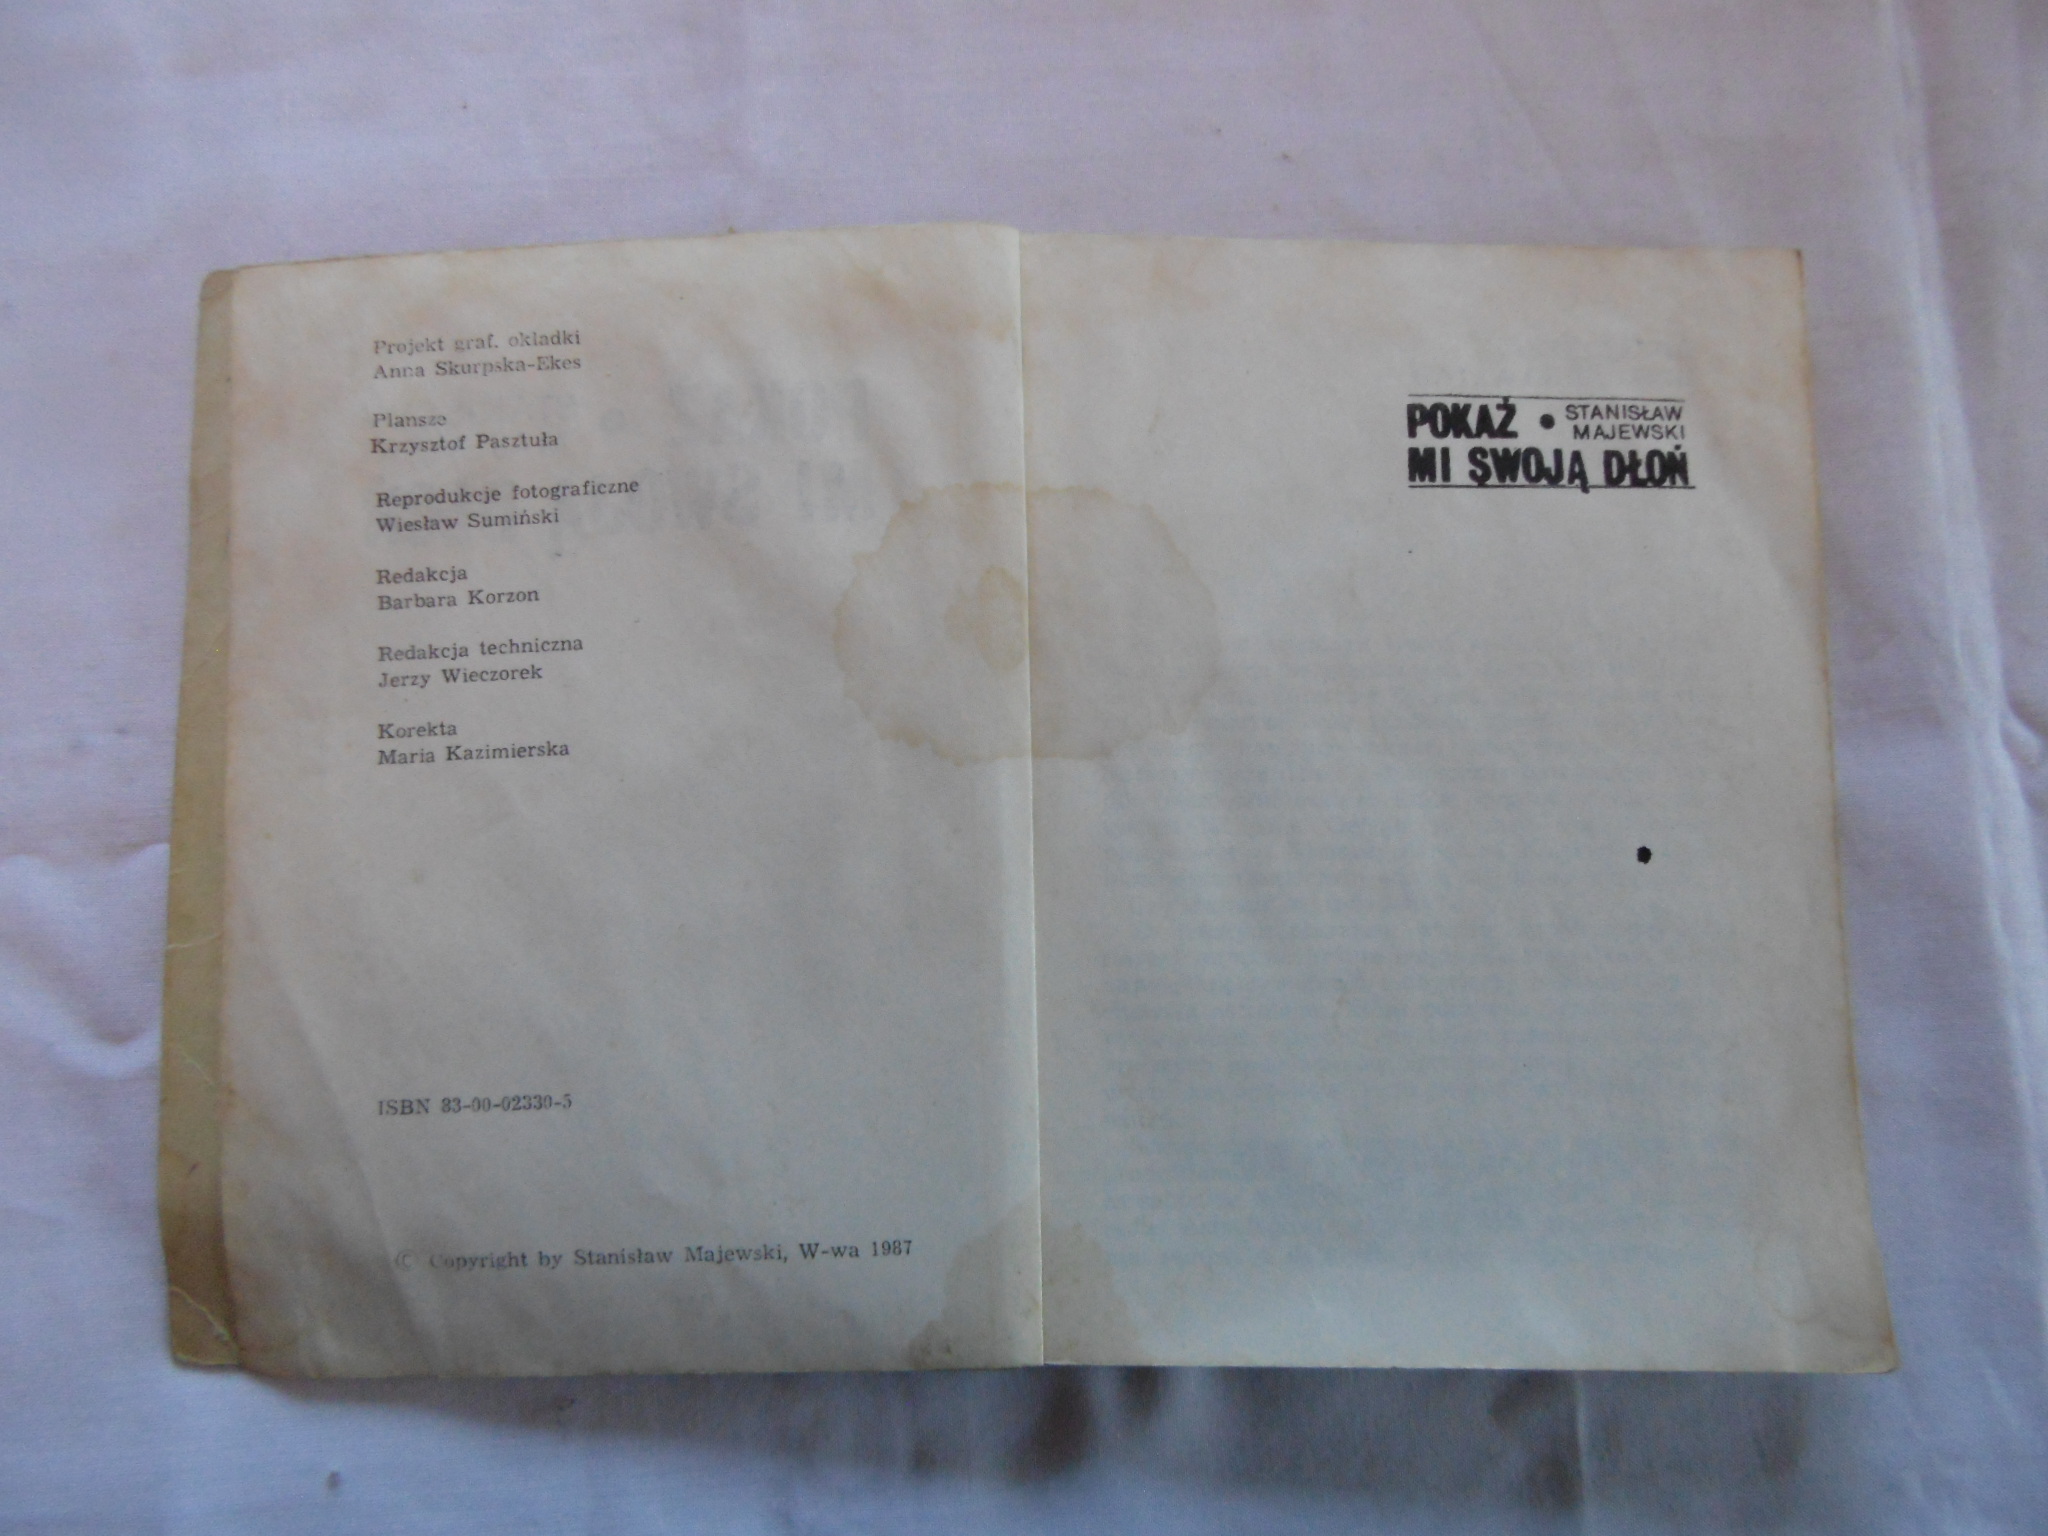 Projekt graf. okładki
Anna Skurpska-Ekes
Plansze
Krzysztof Pasztuła
Reprodukcje fotograficzne
Wiesław Sumiński
Redakcja
Barbara Korzon
Redakcja techniczna
Jerzy Wieczorek
Korekta
Maria Kazimierska
ISBN 83-00-02330-5
© Copyright by Stanisław Majewski, W-wa 1987
POKAŻ • STANISŁAW
MAJEWSKI
MI SWOJĄ DŁOŃ